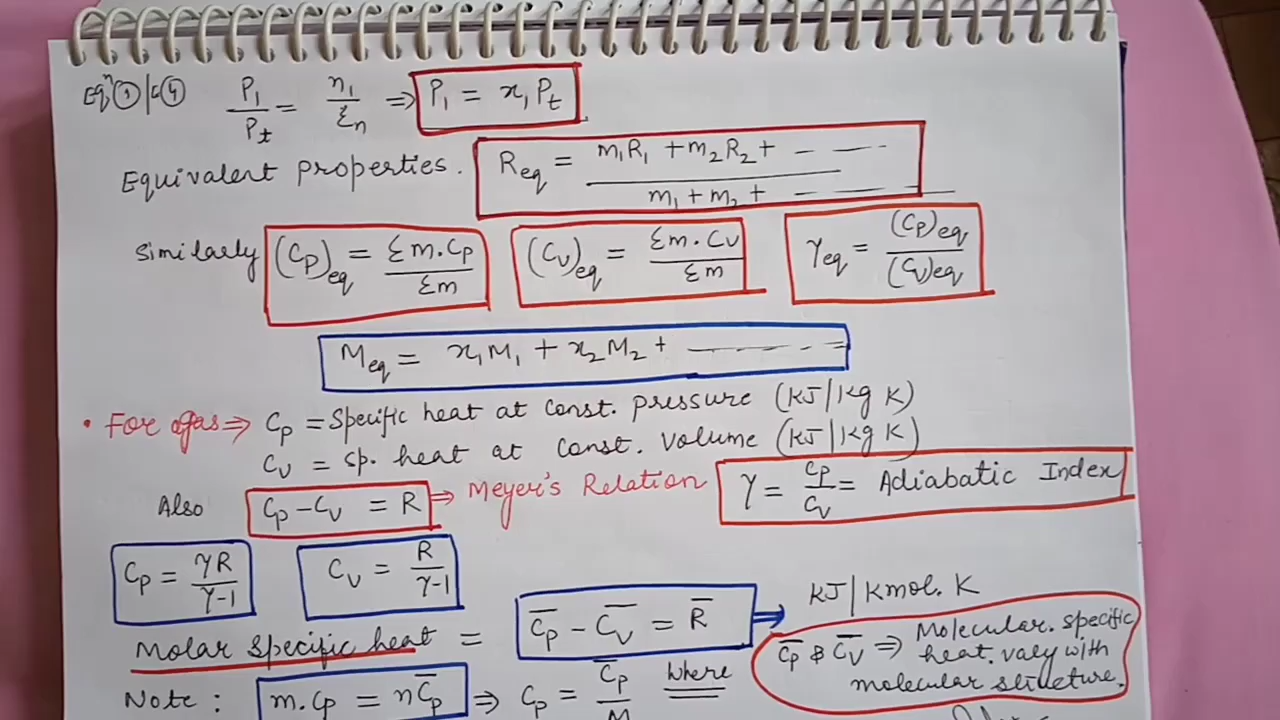 Eqⁿ①/④ P₁/Pt = n₁/Σn ⇒ P₁ = x₁Pt
Equivalent properties. Req = m₁R₁ + m₂R₂ + - - - / m₁ + m₂ + - - -
Similarly (Cp)eq = Σm.Cp/Σm (Cv)eq = Σm.Cv/Σm γeq = (Cp)eq/(Cv)eq
Meq = x₁M₁ + x₂M₂ + - - - -
• For gas ⇒ Cp = Specific heat at const. pressure (KJ/Kg K)
Cv = sp. heat at const. volume (KJ/Kg K)
Also Cp - Cv = R ⇒ Meyer's Relation γ = Cp/Cv = Adiabatic Index
Cp = γR/γ-1 Cv = R/γ-1
Molar specific heat = C̅p - C̅v = R̅ ⇒ KJ/Kmol. K
C̅p & C̅v ⇒ Molecular. specific
heat. vary with
molecular structure.
Note : m.Cp = nC̅p ⇒ Cp = C̅p/M where